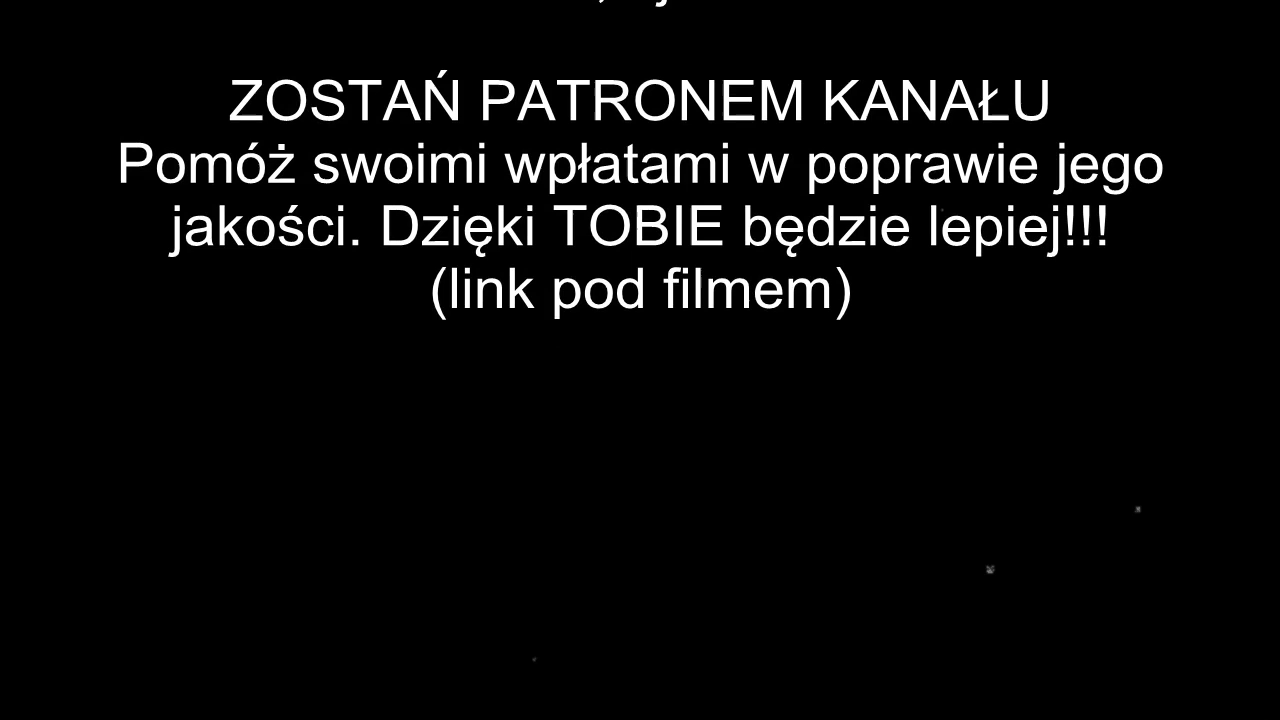 ZOSTAŃ PATRONEM KANAŁU
Pomóż swoimi wpłatami w poprawie jego
jakości. Dzięki TOBIE będzie lepiej!!!
(link pod filmem)